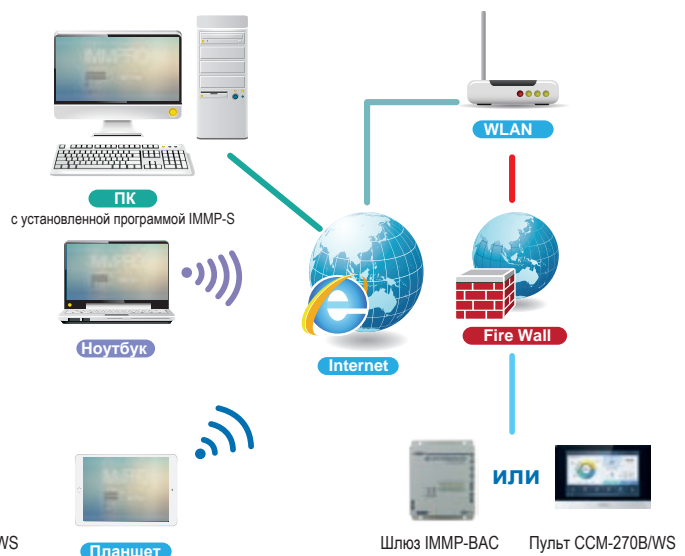 WLAN
ПК
с установленной программой IMMP-S
Ноутбук
Internet
Fire Wall
или
Шлюз IMMP-BAC
Пульт CCM-270B/WS
WS
Планшет